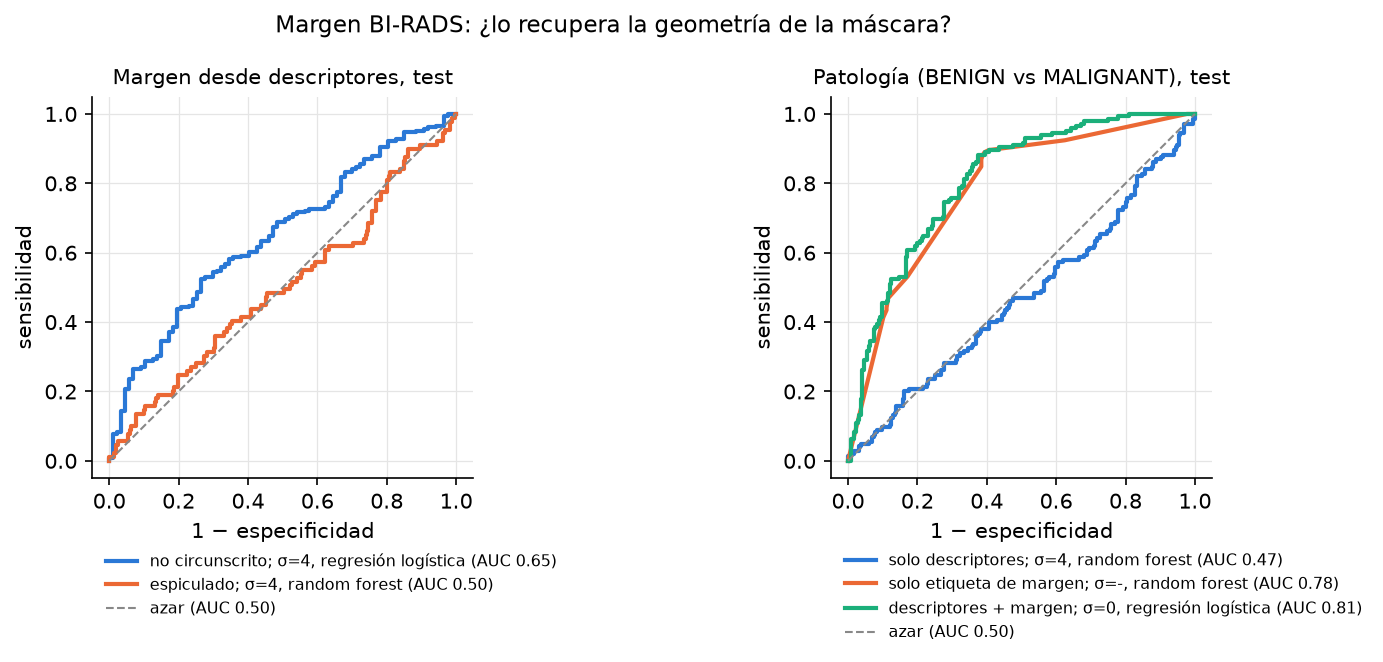 Margen BI-RADS: ¿lo recupera la geometría de la máscara?
Margen desde descriptores, test
1.0
0.8
0.6
0.4
0.2
0.0
sensibilidad
0.0 0.2 0.4 0.6 0.8 1.0
1 − especificidad
no circunscrito; σ=4, regresión logística (AUC 0.65)
espiculado; σ=4, random forest (AUC 0.50)
azar (AUC 0.50)
Patología (BENIGN vs MALIGNANT), test
1.0
0.8
0.6
0.4
0.2
0.0
sensibilidad
0.0 0.2 0.4 0.6 0.8 1.0
1 − especificidad
solo descriptores; σ=4, random forest (AUC 0.47)
solo etiqueta de margen; σ=-, random forest (AUC 0.78)
descriptores + margen; σ=0, regresión logística (AUC 0.81)
azar (AUC 0.50)